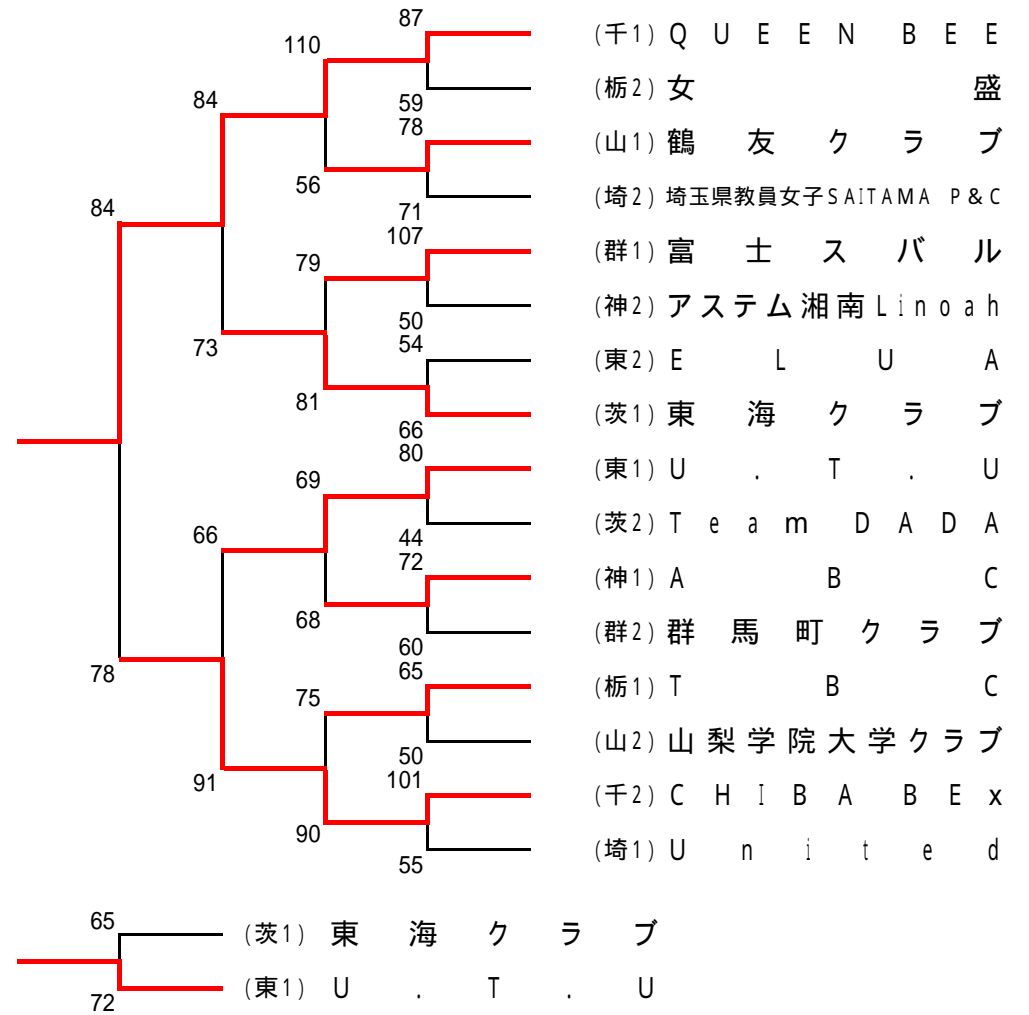 87
110
(千1) QUEEN BEE
84
(栃2) 女盛
59
78
(山1) 鶴友クラブ
56
84
(埼2) 埼玉県教員女子SAITAMA P&C
71
107
(群1) 富士スバル
79
(神2) アステム湘南Linoah
50
54
73
(東2) ELUA
81
(茨1) 東海クラブ
66
80
(東1) U.T.U
69
(茨2) Team DADA
66
44
72
(神1) ABC
68
(群2) 群馬町クラブ
60
65
78
(栃1) TBC
75
(山2) 山梨学院大学クラブ
50
101
91
(千2) CHIBA BEx
90
(埼1) United
55
65
(茨1) 東海クラブ
(東1) U.T.U
72